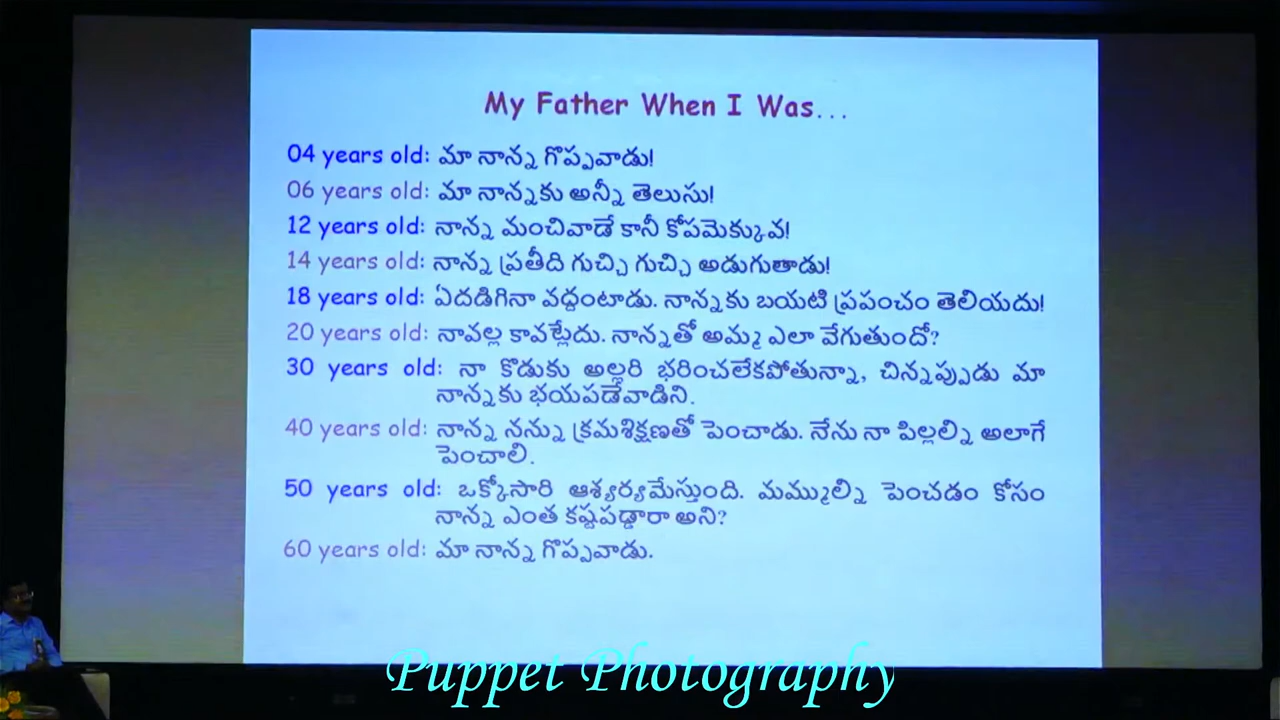 My Father When I Was...
04 years old: మా నాన్న గొప్పవాడు!
06 years old: మా నాన్నకు అన్నీ తెలుసు!
12 years old: నాన్న మంచివాడే కానీ కోపమెక్కువ!
14 years old: నాన్న ప్రతీది గుచ్చి గుచ్చి అడుగుతాడు!
18 years old: ఏదడిగినా వద్దంటాడు. నాన్నకు బయటి ప్రపంచం తెలియదు!
20 years old: నావల్ల కావట్లేదు. నాన్నతో అమ్మ ఎలా వేగుతుందో?
30 years old: నా కొడుకు అల్లరి భరించలేకపోతున్నా, చిన్నప్పుడు మా
నాన్నకు భయపడేవాడిని.
40 years old: నాన్న నన్ను క్రమశిక్షణతో పెంచాడు. నేను నా పిల్లల్ని అలాగే
పెంచాలి.
50 years old: ఒక్కోసారి ఆశ్యర్యమేస్తుంది. మమ్మల్ని పెంచడం కోసం
నాన్న ఎంత కష్టపడ్డారా అని?
60 years old: మా నాన్న గొప్పవాడు.
Puppet Photography